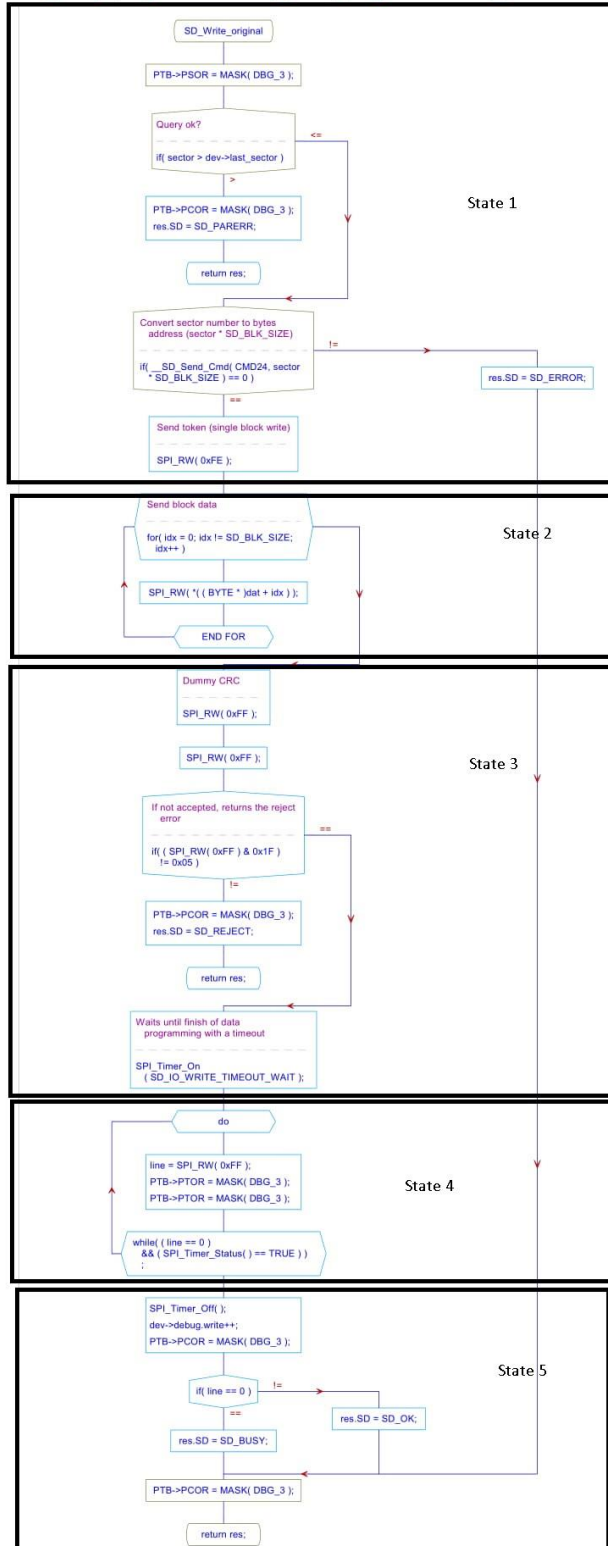 SD_Write_original
PTB->PSOR = MASK( DBG_3 );
Query ok?
<=
if( sector > dev->last_sector )
>
State 1
PTB->PCOR = MASK( DBG_3 );
res.SD = SD_PARERR;
return res;
Convert sector number to bytes
address (sector * SD_BLK_SIZE)
!=
if( __SD_Send_Cmd( CMD24, sector
* SD_BLK_SIZE ) == 0 )
res.SD = SD_ERROR;
==
Send token (single block write)
SPI_RW( 0xFE );
Send block data
State 2
for( idx = 0; idx != SD_BLK_SIZE;
idx++ )
SPI_RW( *( ( BYTE * )dat + idx ) );
END FOR
Dummy CRC
SPI_RW( 0xFF );
SPI_RW( 0xFF );
State 3
If not accepted, returns the reject
error
==
if( ( SPI_RW( 0xFF ) & 0x1F )
!= 0x05 )
!=
PTB->PCOR = MASK( DBG_3 );
res.SD = SD_REJECT;
return res;
Waits until finish of data
programming with a timeout
SPI_Timer_On
( SD_IO_WRITE_TIMEOUT_WAIT );
do
line = SPI_RW( 0xFF );
PTB->PTOR = MASK( DBG_3 );
PTB->PTOR = MASK( DBG_3 );
State 4
while( ( line == 0 )
&& ( SPI_Timer_Status( ) == TRUE ) )
;
SPI_Timer_Off( );
dev->debug.write++;
PTB->PCOR = MASK( DBG_3 );
State 5
if( line == 0 )
!=
==
res.SD = SD_OK;
res.SD = SD_BUSY;
PTB->PCOR = MASK( DBG_3 );
return res;